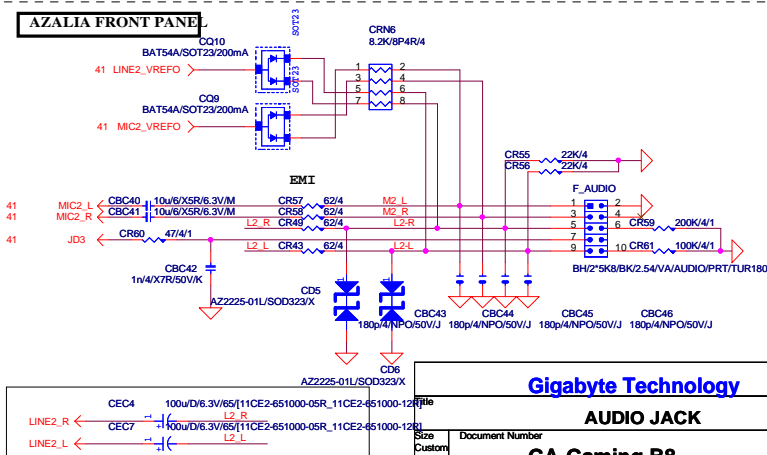 AZALIA FRONT PANEL
SOT23
CQ10
BAT54A/SOT23/200mA
CRN6
8.2K/8P4R/4
41 LINE2_VREFO
SOT23
1 2
3 4
5 6
7 8
CQ9
BAT54A/SOT23/200mA
41 MIC2_VREFO
CR55 22K/4
CR56 22K/4
EMI
F_AUDIO
41 MIC2_L CBC40 10u/6/X5R/6.3V/M CR57 62/4 M2_L 1 2
41 MIC2_R CBC41 10u/6/X5R/6.3V/M CR58 62/4 M2_R 3 4
L2_R CR49 62/4 L2-R 5 6 CR59 200K/4/1
41 JD3 CR60 47/4/1 7
L2_L CR43 62/4 L2-L 9 10 CR61 100K/4/1
BH/2*5K8/BK/2.54/VA/AUDIO/PRT/TUR180
CBC42
1n/4/X7R/50V/K
CD5
AZ2225-01L/SOD323/X
CBC43 CBC44 CBC45 CBC46
180p/4/NPO/50V/J 180p/4/NPO/50V/J 180p/4/NPO/50V/J 180p/4/NPO/50V/J
CD6
AZ2225-01L/SOD323/X
CEC4 100u/D/6.3V/65/[11CE2-651000-05R_11CE2-651000-12R]
LINE2_R 1 + L2_R
CEC7 100u/D/6.3V/65/[11CE2-651000-05R_11CE2-651000-12R]
LINE2_L 1 + L2_L
Gigabyte Technology
Title
AUDIO JACK
Size Document Number
Custom
GA-Gaming B8